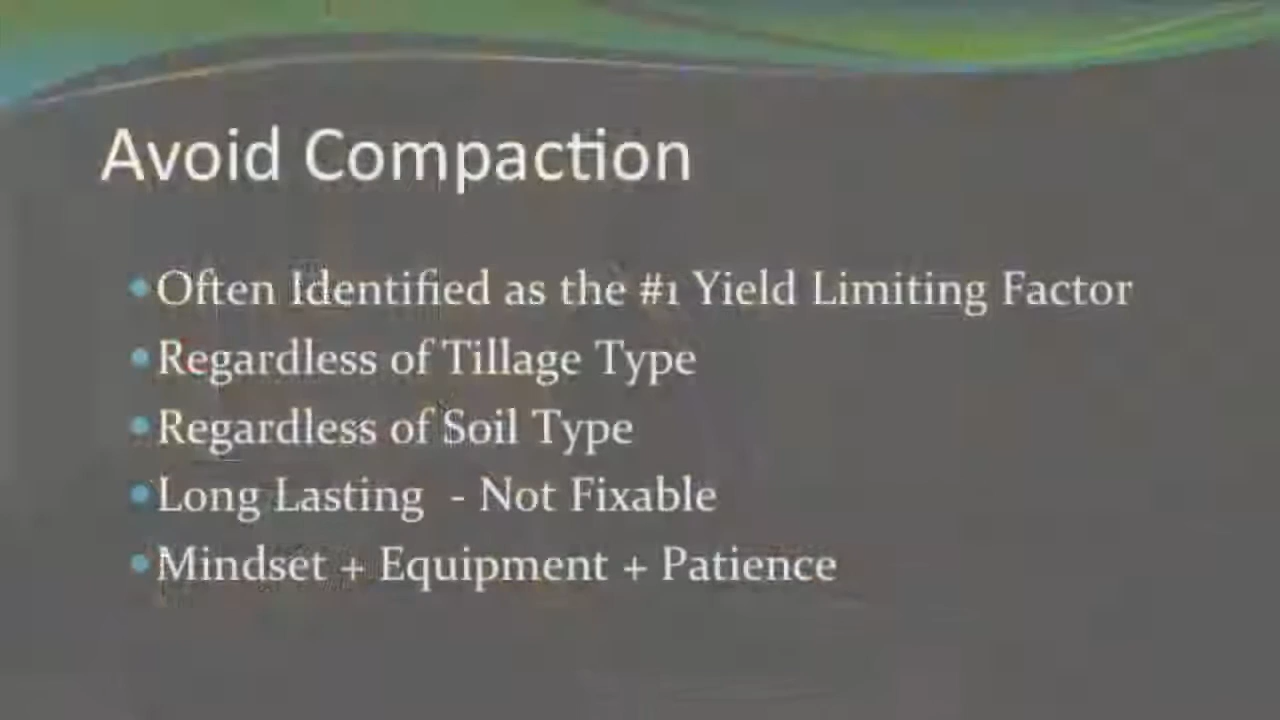 Avoid Compaction
•Often Identified as the #1 Yield Limiting Factor
•Regardless of Tillage Type
•Regardless of Soil Type
•Long Lasting - Not Fixable
•Mindset + Equipment + Patience